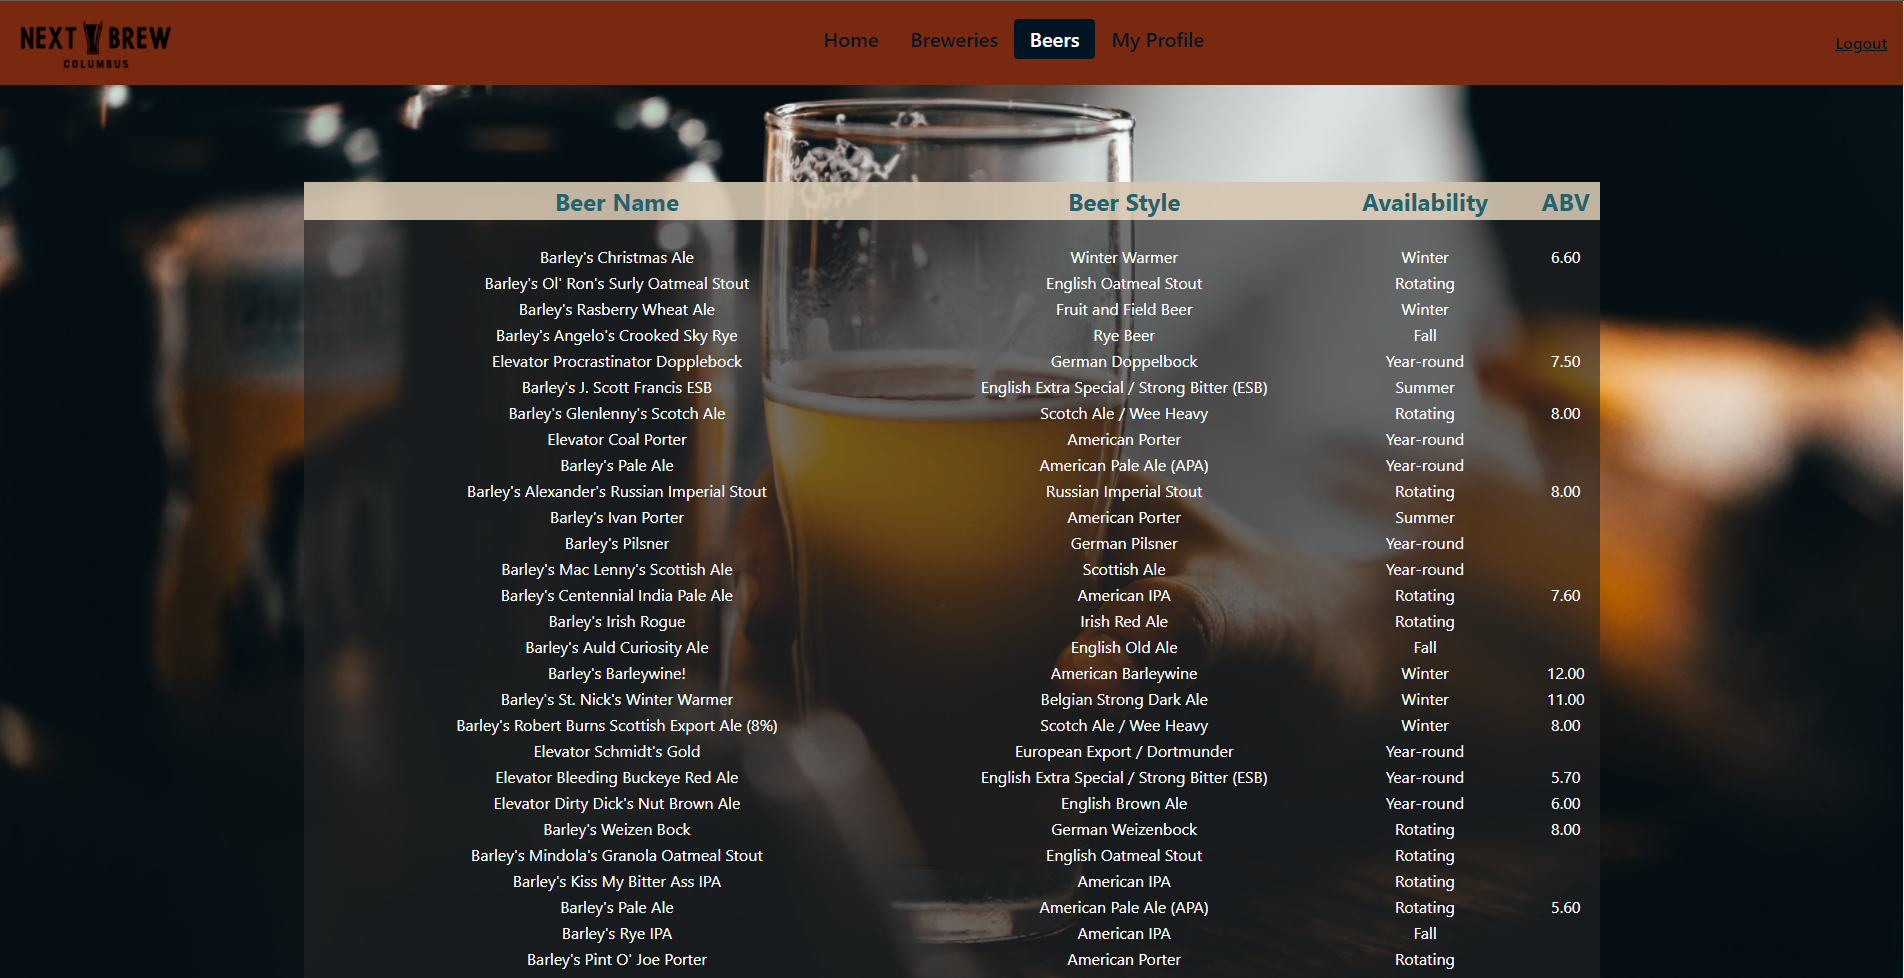 NEXT BREW
COLUMBUS
Home Breweries Beers My Profile
Logout
Beer Name Beer Style Availability ABV
Barley's Christmas Ale Winter Warmer Winter 6.60
Barley's Ol' Ron's Surly Oatmeal Stout English Oatmeal Stout Rotating
Barley's Rasberry Wheat Ale Fruit and Field Beer Winter
Barley's Angelo's Crooked Sky Rye Rye Beer Fall
Elevator Procrastinator Dopplebock German Doppelbock Year-round 7.50
Barley's J. Scott Francis ESB English Extra Special / Strong Bitter (ESB) Summer
Barley's Glenlenny's Scotch Ale Scotch Ale / Wee Heavy Rotating 8.00
Elevator Coal Porter American Porter Year-round
Barley's Pale Ale American Pale Ale (APA) Year-round
Barley's Alexander's Russian Imperial Stout Russian Imperial Stout Rotating 8.00
Barley's Ivan Porter American Porter Summer
Barley's Pilsner German Pilsner Year-round
Barley's Mac Lenny's Scottish Ale Scottish Ale Year-round
Barley's Centennial India Pale Ale American IPA Rotating 7.60
Barley's Irish Rogue Irish Red Ale Rotating
Barley's Auld Curiosity Ale English Old Ale Fall
Barley's Barleywine! American Barleywine Winter 12.00
Barley's St. Nick's Winter Warmer Belgian Strong Dark Ale Winter 11.00
Barley's Robert Burns Scottish Export Ale (8%) Scotch Ale / Wee Heavy Winter 8.00
Elevator Schmidt's Gold European Export / Dortmunder Year-round
Elevator Bleeding Buckeye Red Ale English Extra Special / Strong Bitter (ESB) Year-round 5.70
Elevator Dirty Dick's Nut Brown Ale English Brown Ale Year-round 6.00
Barley's Weizen Bock German Weizenbock Rotating 8.00
Barley's Mindola's Granola Oatmeal Stout English Oatmeal Stout Rotating
Barley's Kiss My Bitter Ass IPA American IPA Rotating
Barley's Pale Ale American Pale Ale (APA) Rotating 5.60
Barley's Rye IPA American IPA Fall
Barley's Pint O' Joe Porter American Porter Rotating